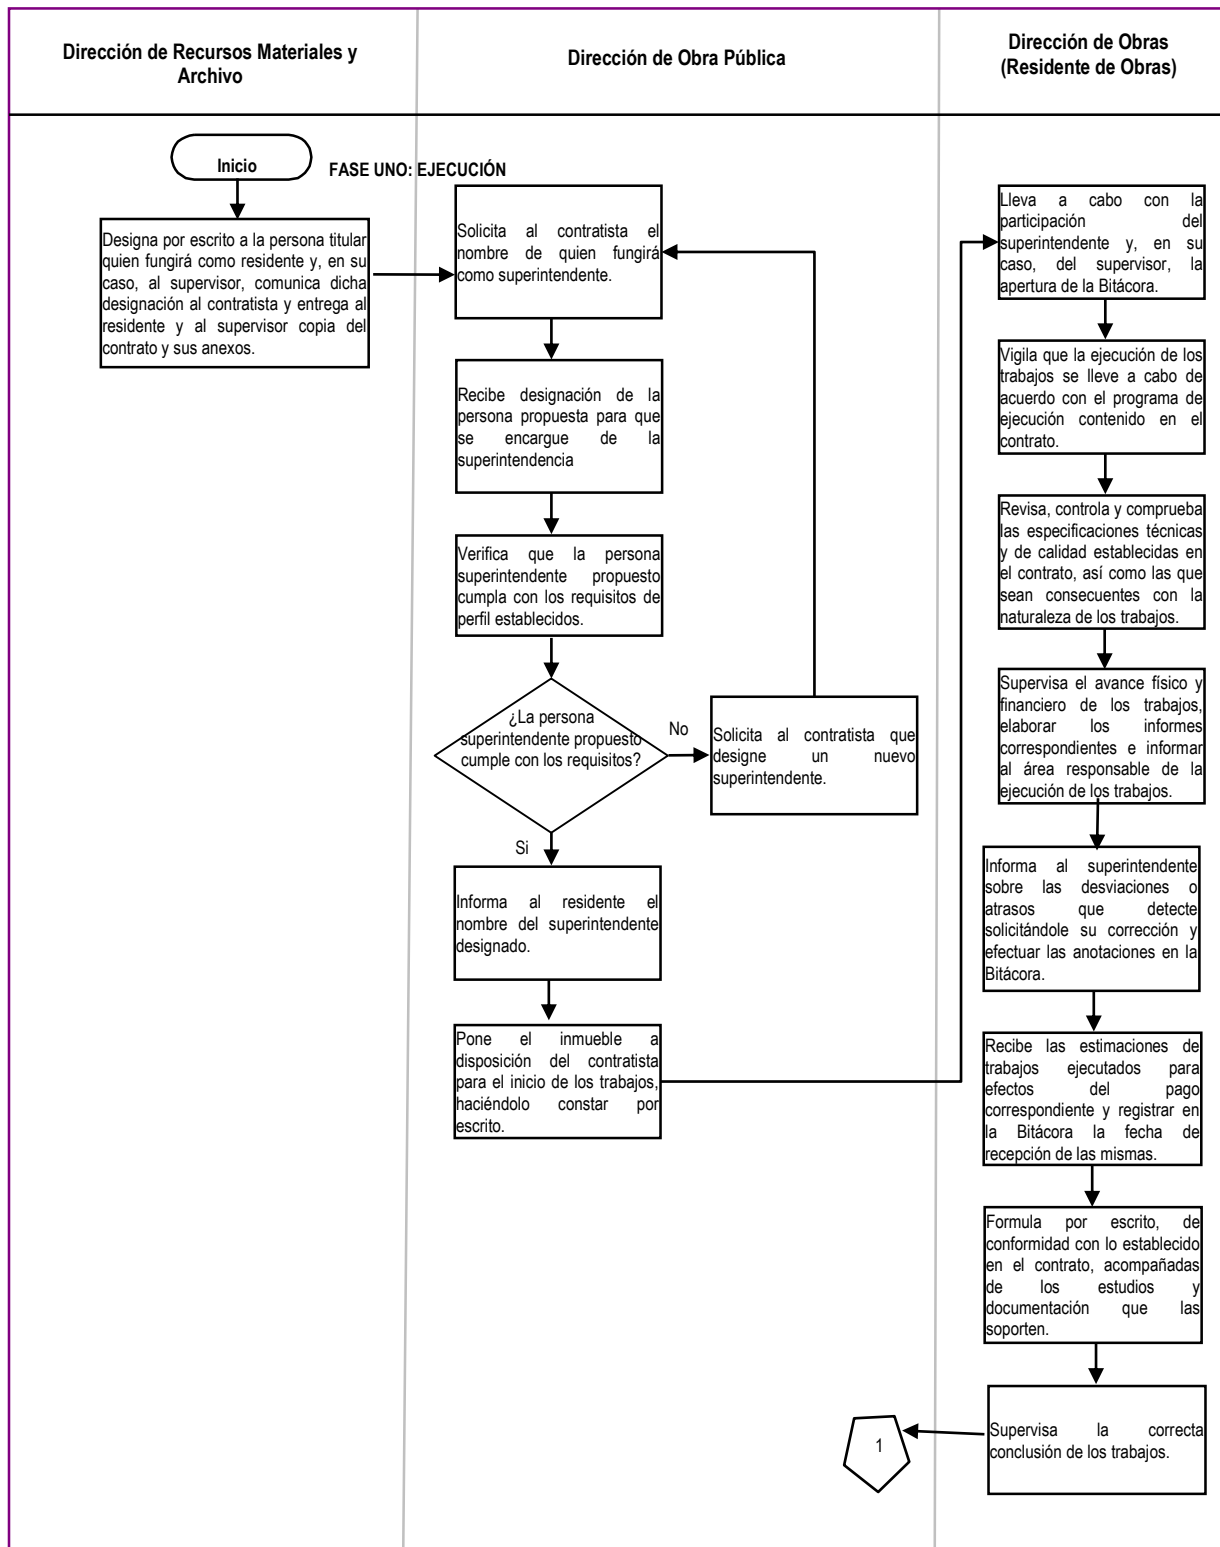 Dirección de Recursos Materiales y
Archivo
Dirección de Obra Pública
Dirección de Obras
(Residente de Obras)
Inicio
FASE UNO: EJECUCIÓN
Designa por escrito a la persona titular
quien fungirá como residente y, en su
caso, al supervisor, comunica dicha
designación al contratista y entrega al
residente y al supervisor copia del
contrato y sus anexos.
Solicita al contratista el
nombre de quien fungirá
como superintendente.
Recibe designación de la
persona propuesta para que
se encargue de la
superintendencia
Verifica que la persona
superintendente propuesto
cumpla con los requisitos de
perfil establecidos.
¿La persona
superintendente propuesto
cumple con los requisitos?
No
Solicita al contratista que
designe un nuevo
superintendente.
Si
Informa al residente el
nombre del superintendente
designado.
Pone el inmueble a
disposición del contratista
para el inicio de los trabajos,
haciéndolo constar por
escrito.
Lleva a cabo con la
participación del
superintendente y, en su
caso, del supervisor, la
apertura de la Bitácora.
Vigila que la ejecución de los
trabajos se lleve a cabo de
acuerdo con el programa de
ejecución contenido en el
contrato.
Revisa, controla y comprueba
las especificaciones técnicas
y de calidad establecidas en
el contrato, así como las que
sean consecuentes con la
naturaleza de los trabajos.
Supervisa el avance físico y
financiero de los trabajos,
elaborar los informes
correspondientes e informar
al área responsable de la
ejecución de los trabajos.
Informa al superintendente
sobre las desviaciones o
atrasos que detecte
solicitándole su corrección y
efectuar las anotaciones en la
Bitácora.
Recibe las estimaciones de
trabajos ejecutados para
efectos del pago
correspondiente y registrar en
la Bitácora la fecha de
recepción de las mismas.
Formula por escrito, de
conformidad con lo establecido
en el contrato, acompañadas
de los estudios y
documentación que las
soporten.
Supervisa la correcta
conclusión de los trabajos.
1